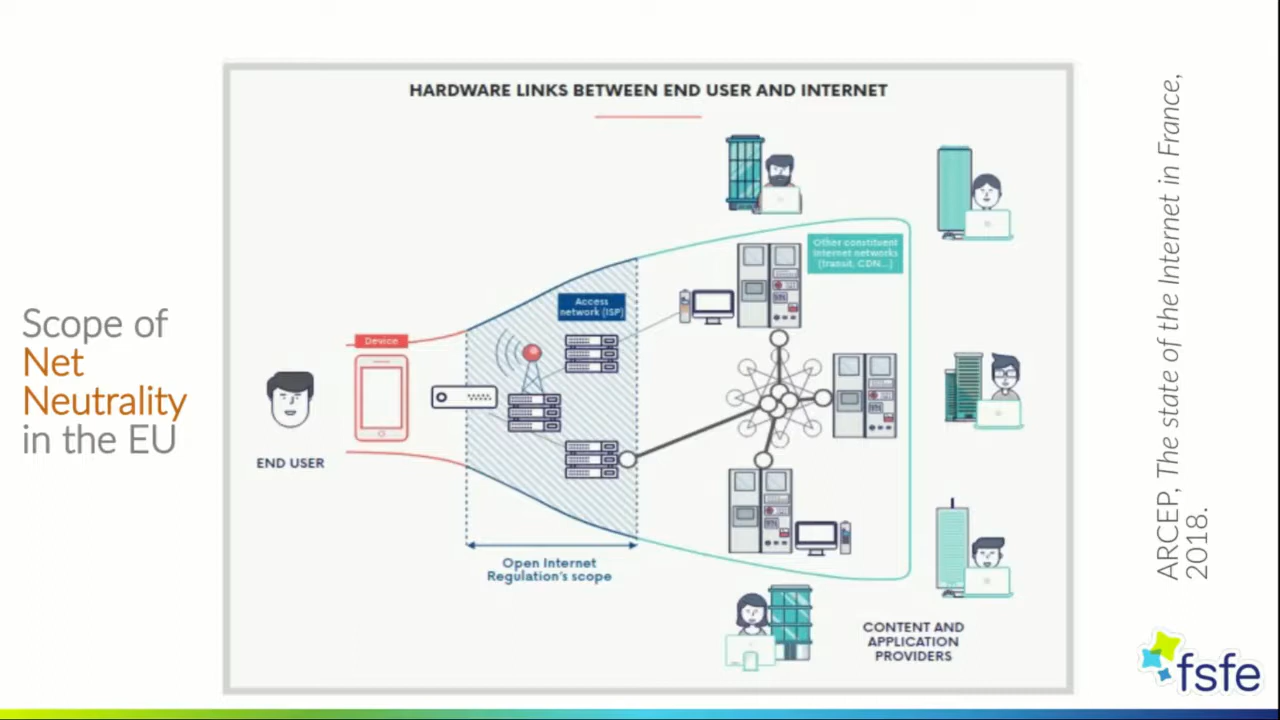 Scope of
Net
Neutrality
in the EU
HARDWARE LINKS BETWEEN END USER AND INTERNET
Other constituent
Internet networks
(transit, CDN...)
Access
network (ISP)
Device
END USER
Open Internet
Regulation's scope
CONTENT AND
APPLICATION
PROVIDERS
ARCEP, The state of the Internet in France,
2018.
fsfe